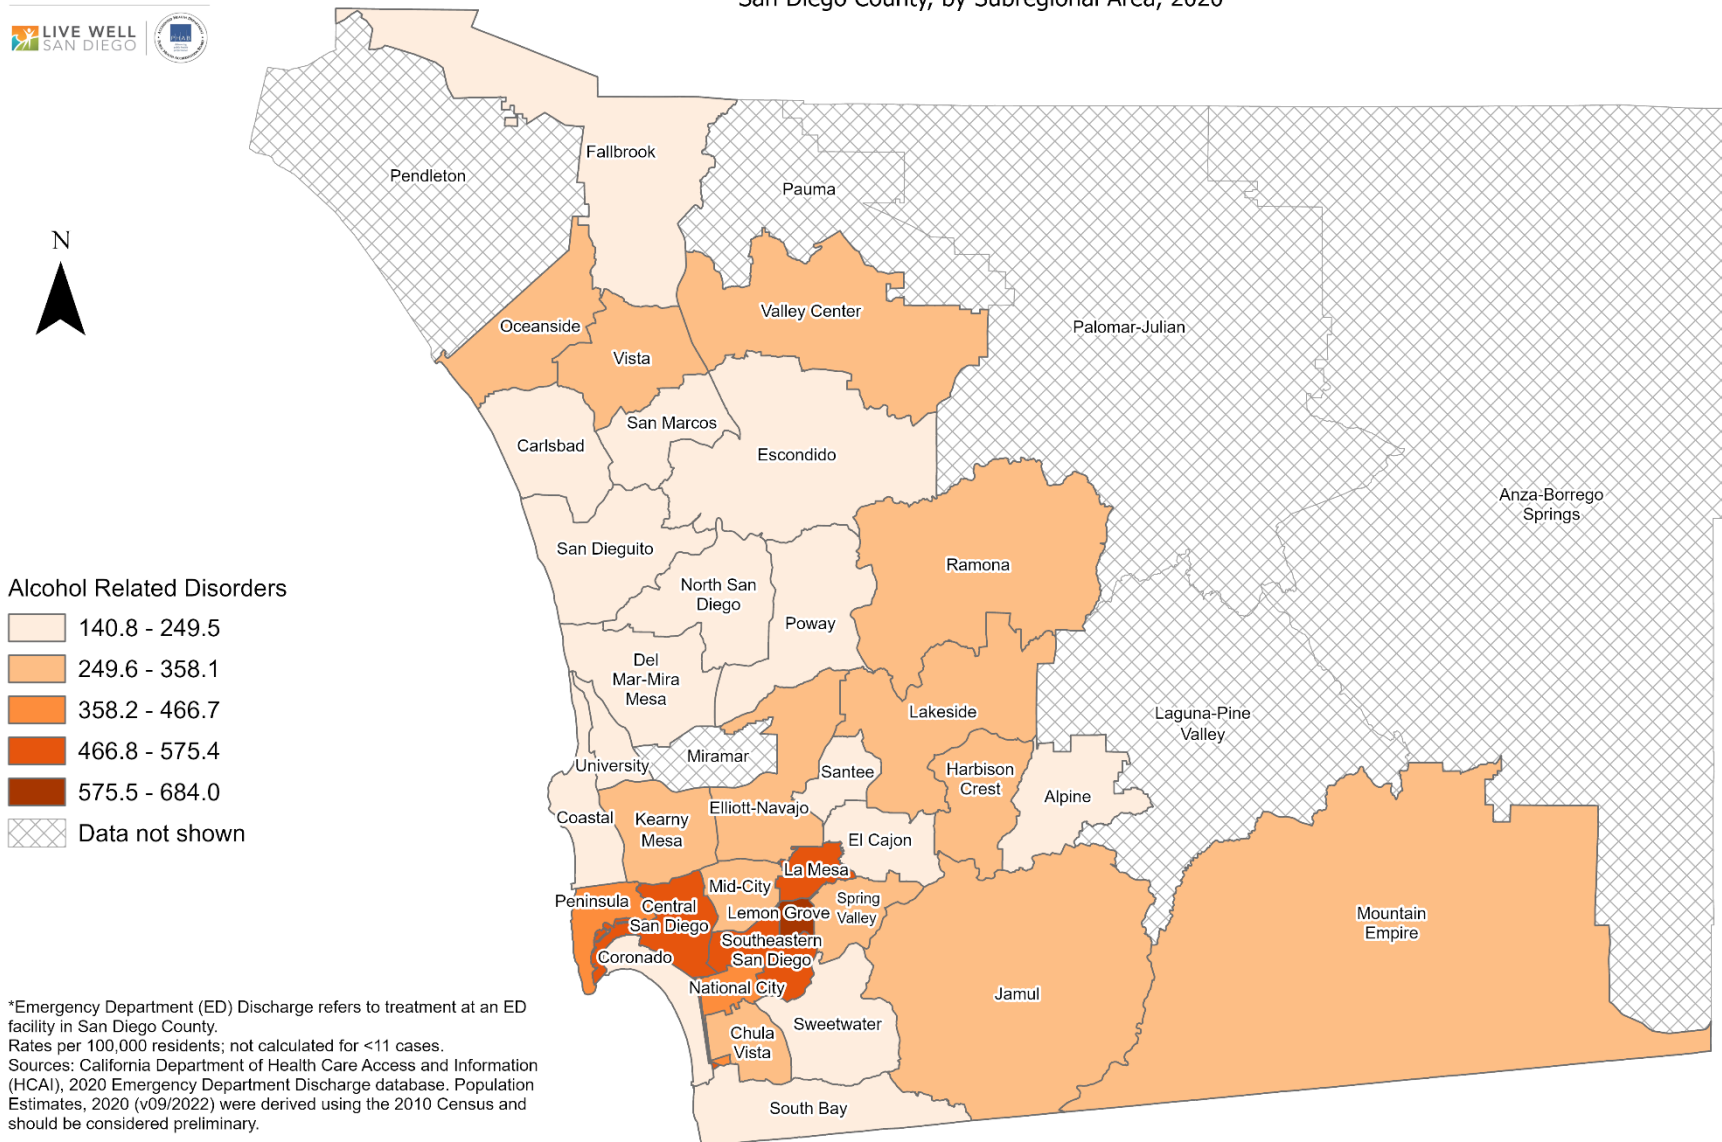 San Diego County, by Subregional Area, 2020
LIVE WELL
SAN DIEGO
PHAB
N
Fallbrook
Pendleton
Pauma
Valley Center
Oceanside
Palomar-Julian
Vista
San Marcos
Carlsbad
Escondido
Anza-Borrego
Springs
San Dieguito
Ramona
North San
Diego
Poway
Del
Mar-Mira
Mesa
Lakeside
Laguna-Pine
Valley
Miramar
University
Santee
Harbison
Crest
Alpine
Elliott-Navajo
Coastal
Kearny
Mesa
El Cajon
La Mesa
Mid-City
Peninsula
Central
San Diego
Lemon Grove
Spring
Valley
Mountain
Empire
Southeastern
San Diego
Coronado
National City
Jamul
Sweetwater
Chula
Vista
South Bay
Alcohol Related Disorders
140.8 - 249.5
249.6 - 358.1
358.2 - 466.7
466.8 - 575.4
575.5 - 684.0
Data not shown
*Emergency Department (ED) Discharge refers to treatment at an ED
facility in San Diego County.
Rates per 100,000 residents; not calculated for <11 cases.
Sources: California Department of Health Care Access and Information
(HCAI), 2020 Emergency Department Discharge database. Population
Estimates, 2020 (v09/2022) were derived using the 2010 Census and
should be considered preliminary.